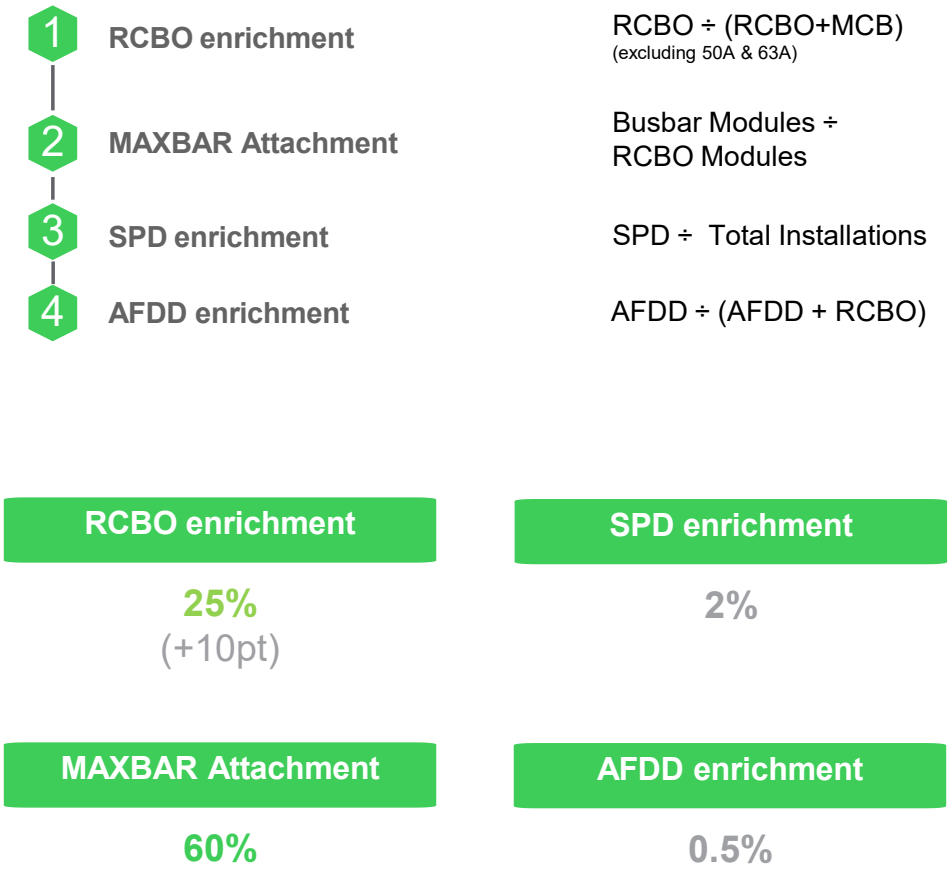 1
RCBO enrichment
RCBO ÷ (RCBO+MCB)
(excluding 50A & 63A)
2
MAXBAR Attachment
Busbar Modules ÷
RCBO Modules
3
SPD enrichment
SPD ÷ Total Installations
4
AFDD enrichment
AFDD ÷ (AFDD + RCBO)
RCBO enrichment
25%
(+10pt)
SPD enrichment
2%
MAXBAR Attachment
60%
AFDD enrichment
0.5%